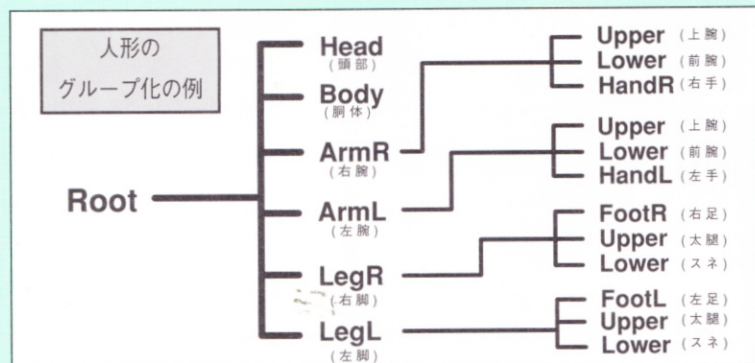 人形の
グループ化の例
Root
Head
(頭部)
Body
(胴体)
ArmR
(右腕)
ArmL
(左腕)
LegR
(右脚)
LegL
(左脚)
Upper (上腕)
Lower (前腕)
HandR (右手)
Upper (上腕)
Lower (前腕)
HandL (左手)
FootR (右足)
Upper (太腿)
Lower (スネ)
FootL (左足)
Upper (太腿)
Lower (スネ)